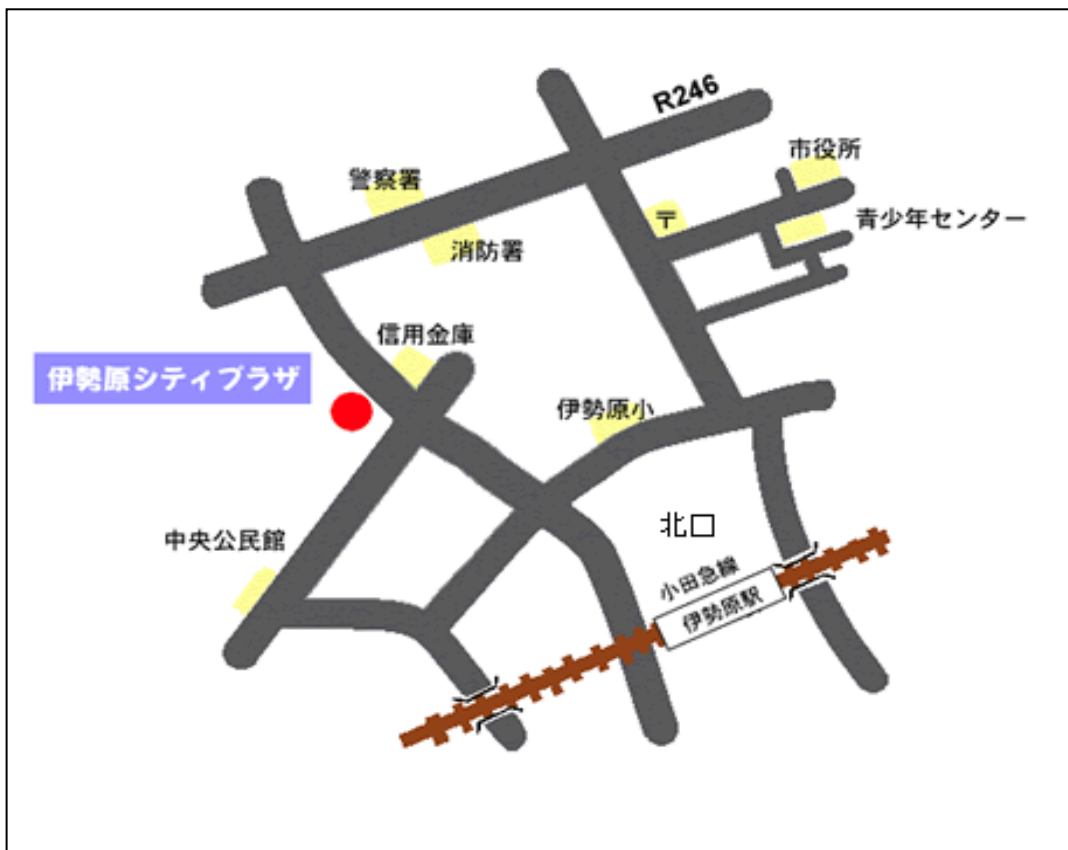 R246
市役所
警察署
〒
青少年センター
消防署
信用金庫
伊勢原シティプラザ
伊勢原小
北口
中央公民館
小田急線
伊勢原駅